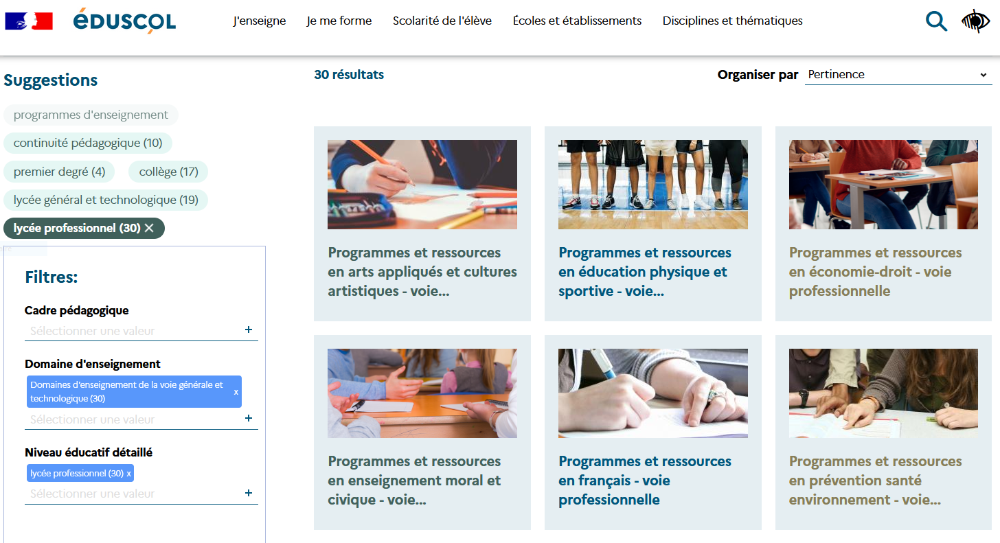 éDUSCOL
J'enseigne
Je me forme
Scolarité de l'élève
Écoles et établissements
Disciplines et thématiques
Suggestions
programmes d'enseignement
continuité pédagogique (10)
premier degré (4)
collège (17)
lycée général et technologique (19)
lycée professionnel (30) ✕
Filtres:
Cadre pédagogique
Sélectionner une valeur +
Domaine d'enseignement
Domaines d'enseignement de la voie générale et
technologique (30) x
Sélectionner une valeur +
Niveau éducatif détaillé
lycée professionnel (30) x
Sélectionner une valeur +
30 résultats
Organiser par Pertinence
Programmes et ressources
en arts appliqués et cultures
artistiques - voie...
Programmes et ressources
en éducation physique et
sportive - voie...
Programmes et ressources
en économie-droit - voie
professionnelle
Programmes et ressources
en enseignement moral et
civique - voie...
Programmes et ressources
en français - voie
professionnelle
Programmes et ressources
en prévention santé
environnement - voie...